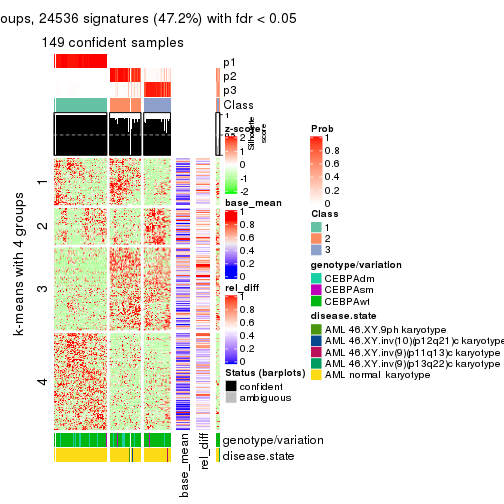 oups, 24536 signatures (47.2%) with fdr < 0.05
149 confident samples
p1
p2
p3
Class
1
0.5
0
Silhouette
score
k-means with 4 groups
1
2
3
4
base_mean
rel_diff
genotype/variation
disease.state
z-score
2
1
0
-1
-2
base_mean
1
0.8
0.6
0.4
0.2
0
rel_diff
1
0.8
0.6
0.4
0.2
0
Status (barplots)
confident
ambiguous
Prob
1
0.8
0.6
0.4
0.2
0
Class
1
2
3
genotype/variation
CEBPAdm
CEBPAsm
CEBPAwt
disease.state
AML 46.XY.9ph karyotype
AML 46.XY.inv(10)(p12q21)c karyotype
AML 46.XY.inv(9)(p11q13)c karyotype
AML 46.XY.inv(9)(p13q22)c karyotype
AML normal karyotype